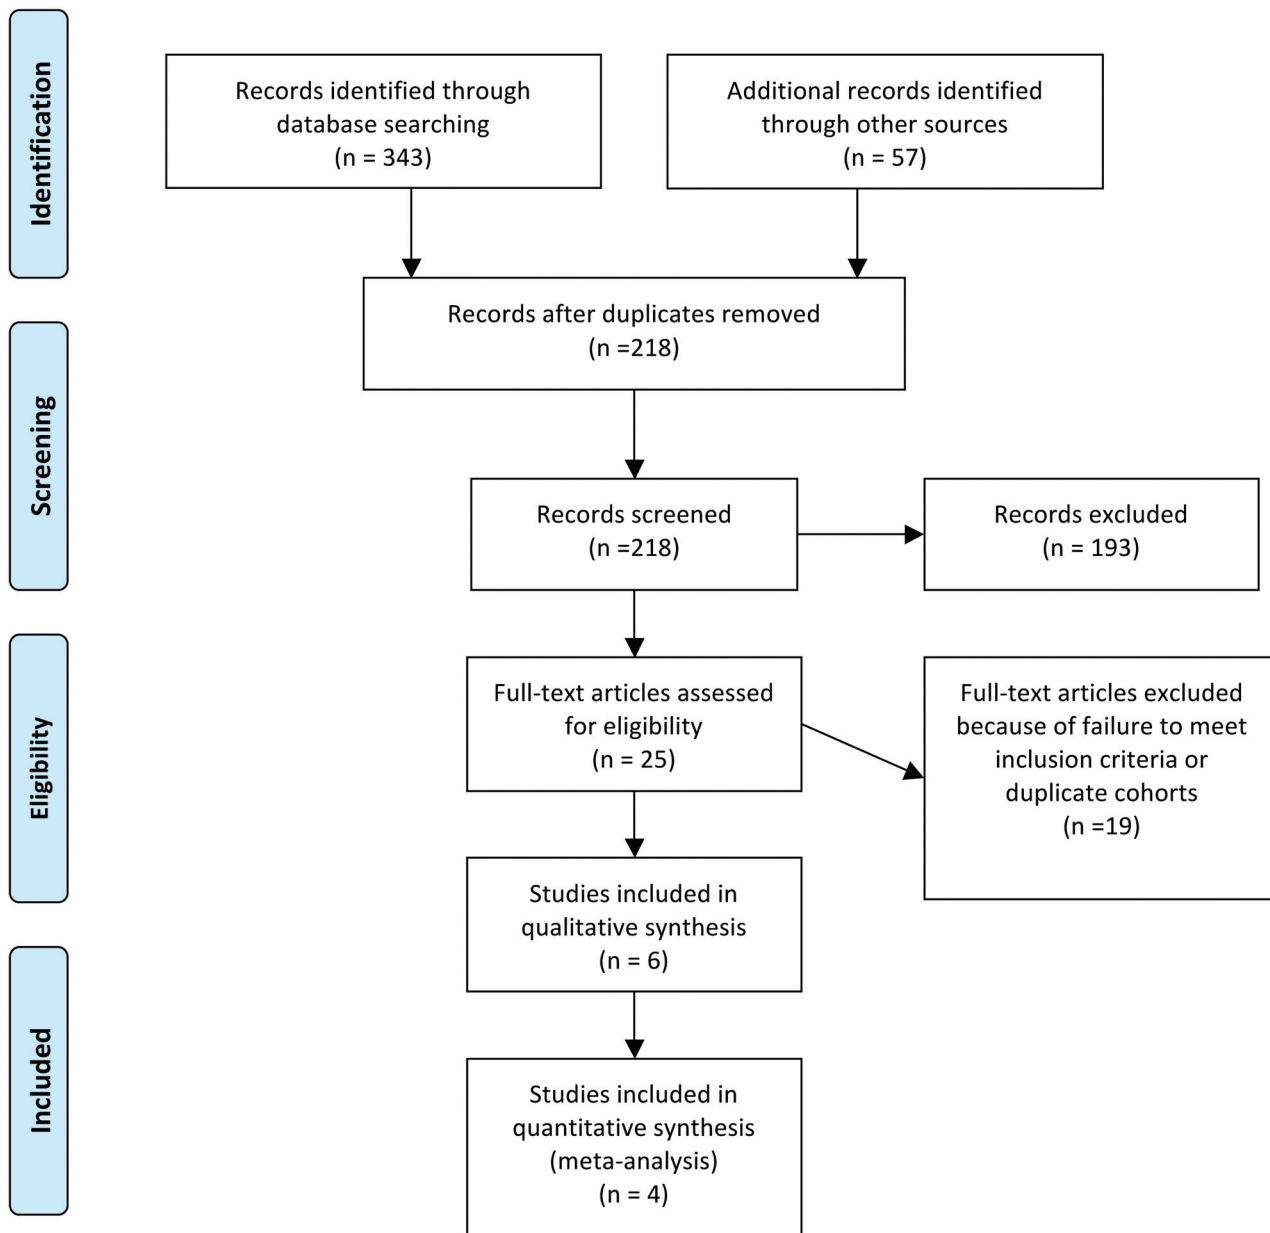 Identification
Records identified through
database searching
(n = 343)
Additional records identified
through other sources
(n = 57)
Records after duplicates removed
(n =218)
Screening
Records screened
(n =218)
Records excluded
(n = 193)
Eligibility
Full-text articles assessed
for eligibility
(n = 25)
Full-text articles excluded
because of failure to meet
inclusion criteria or
duplicate cohorts
(n =19)
Studies included in
qualitative synthesis
(n = 6)
Included
Studies included in
quantitative synthesis
(meta-analysis)
(n = 4)